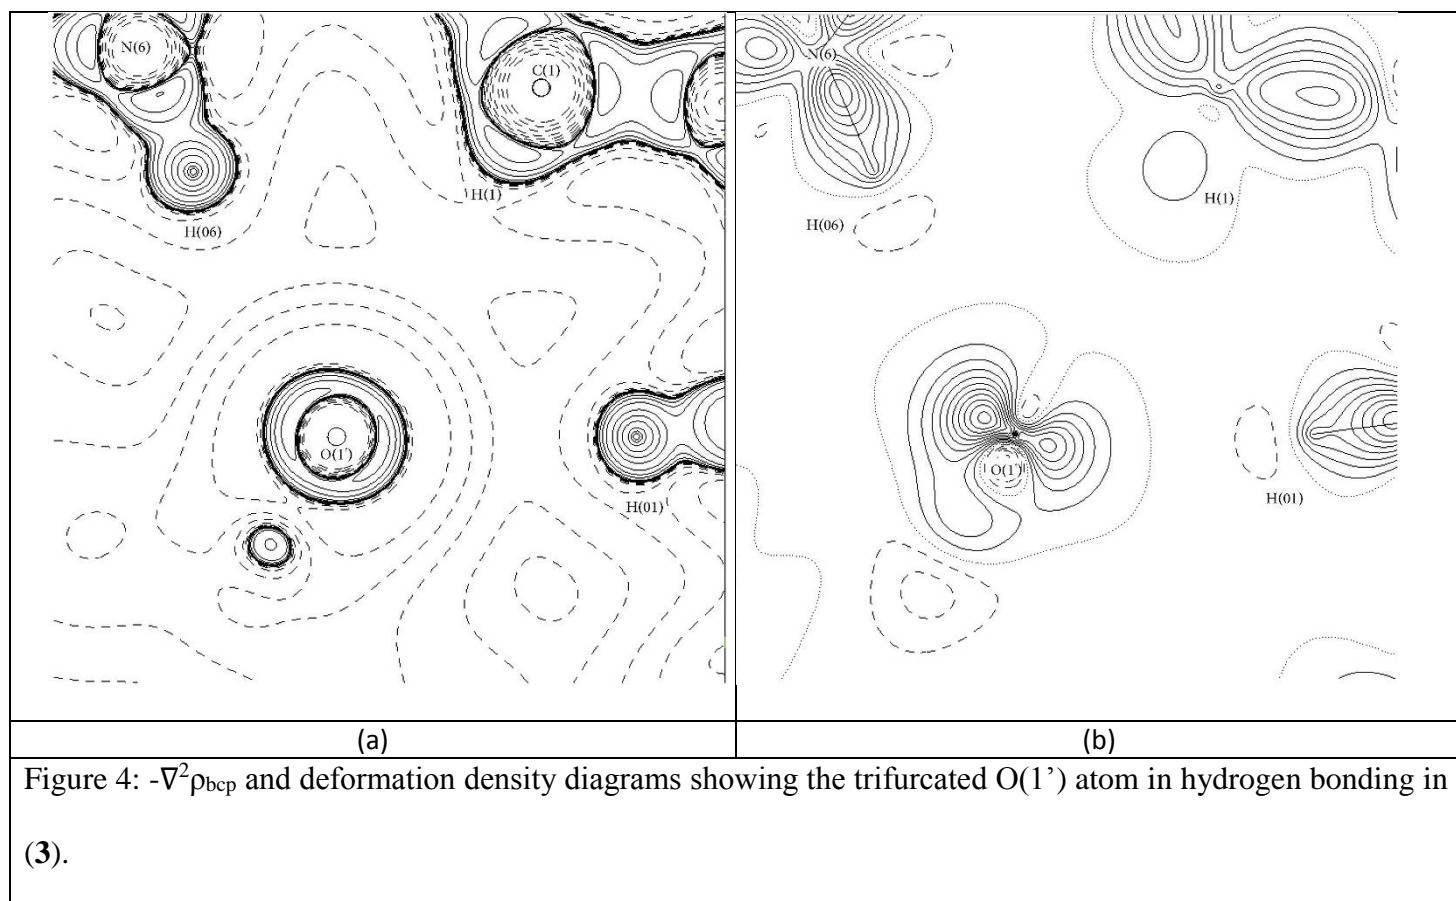 N(6)
C(1)
H(1)
H(06)
O(1')
H(01)
N(6)
H(1)
H(06)
O(1')
H(01)
(a)
(b)
Figure 4: -∇²ρbcp and deformation density diagrams showing the trifurcated O(1’) atom in hydrogen bonding in
(3).